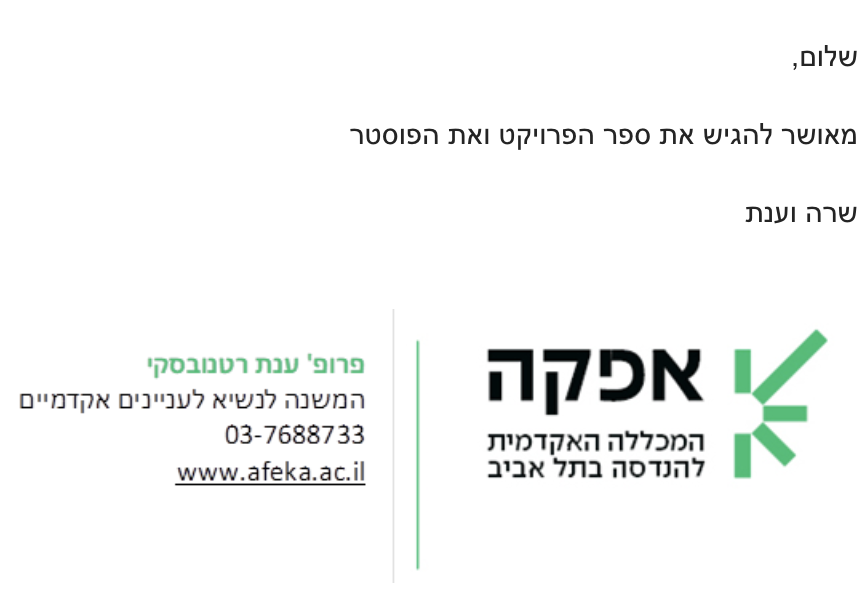 שלום,
מאושר להגיש את ספר הפרויקט ואת הפוסטר
שרה וענת
אפקה
המכללה האקדמית
להנדסה בתל אביב
פרופ' ענת רטנובסקי
המשנה לנשיא לעניינים אקדמיים
03-7688733
www.afeka.ac.il